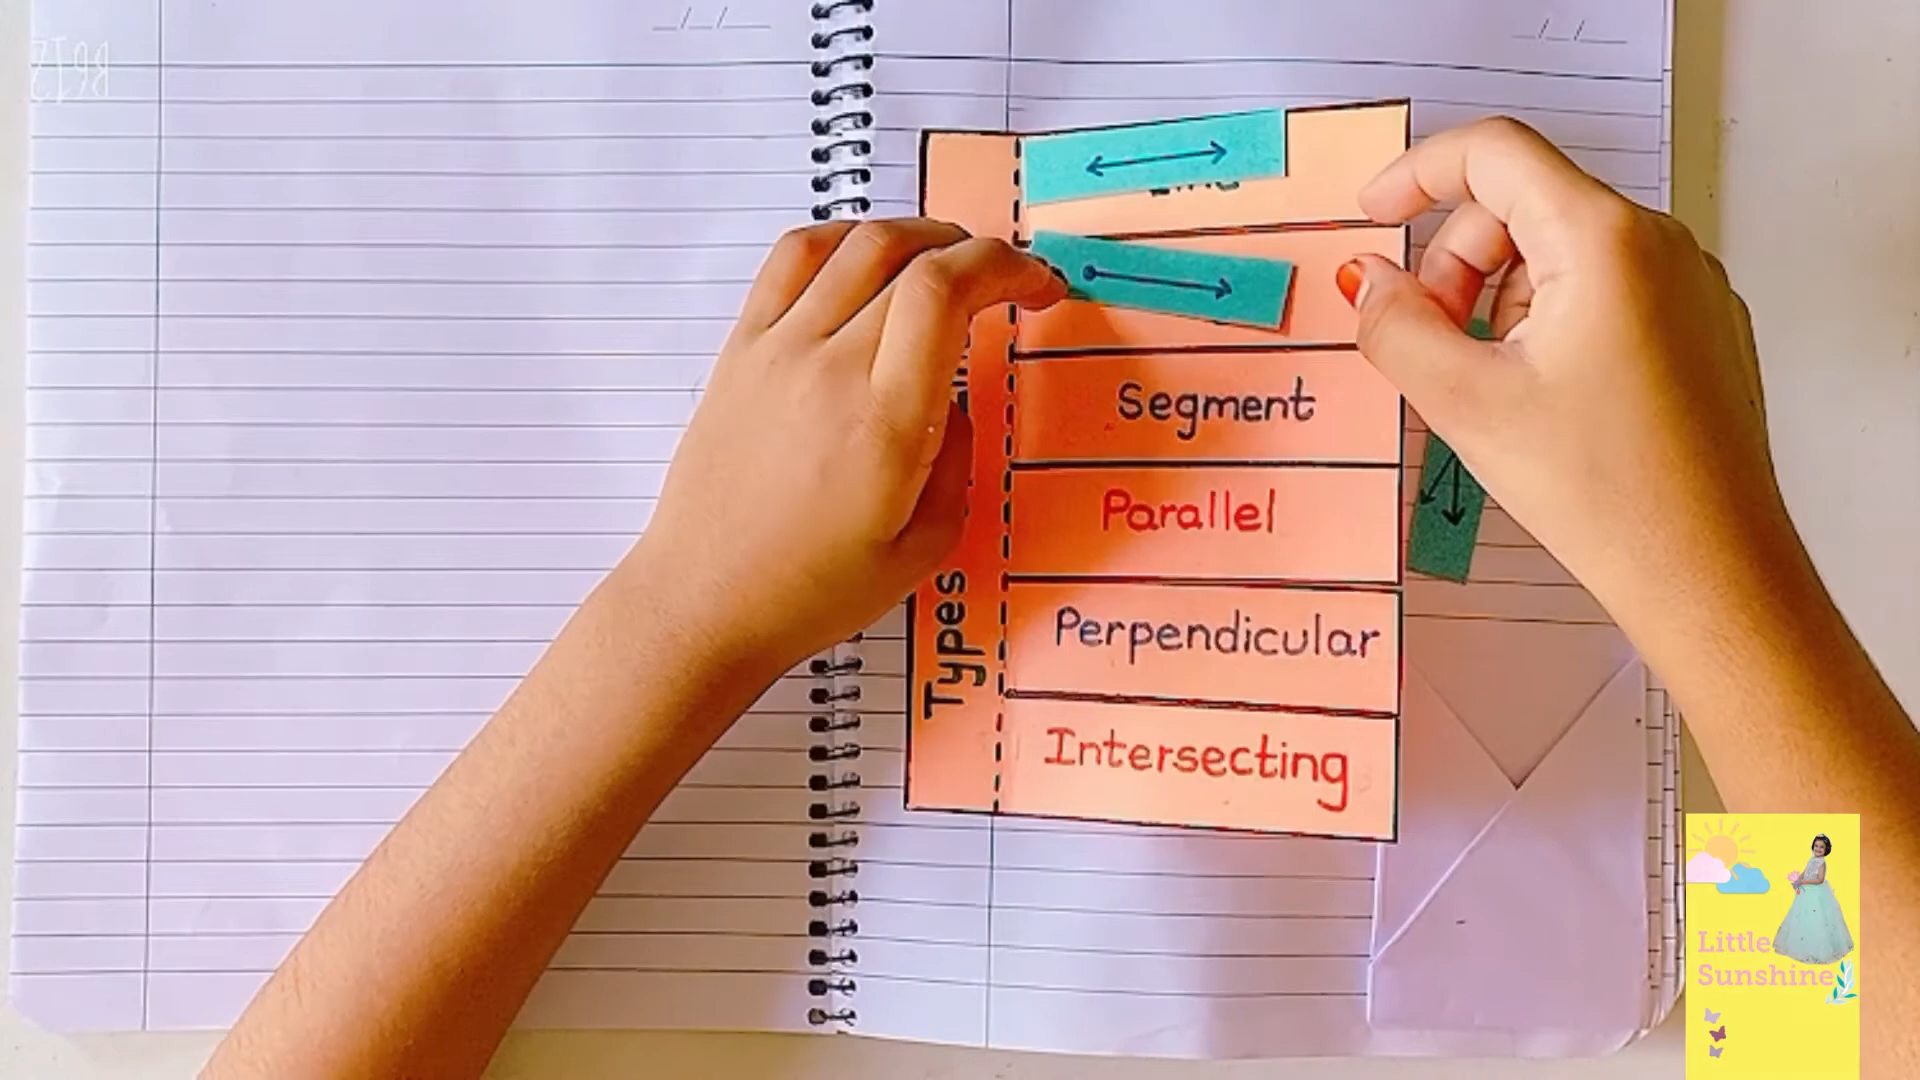 Types
Segment
Parallel
Perpendicular
Intersecting
Little
Sunshine